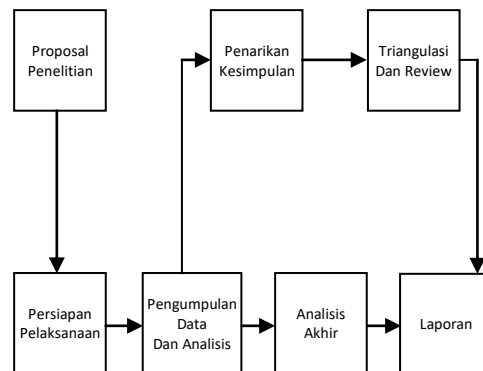 Proposal
Penelitian
Penarikan
Kesimpulan
Triangulasi
Dan Review
Persiapan
Pelaksanaan
Pengumpulan
Data
Dan Analisis
Analisis
Akhir
Laporan